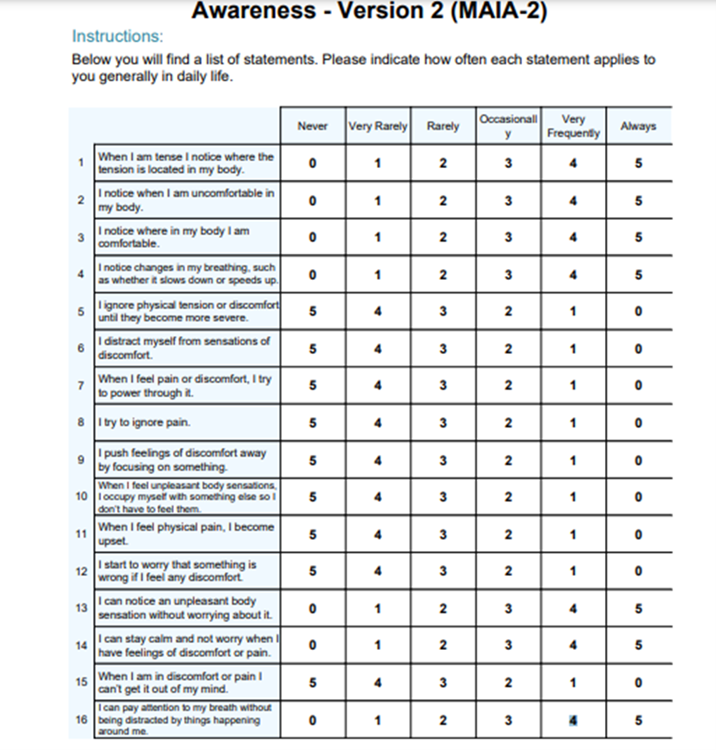 Awareness - Version 2 (MAIA-2)
Instructions:
Below you will find a list of statements. Please indicate how often each statement applies to
you generally in daily life.
Never Very Rarely Rarely Occasionall y Very Frequently Always
1 When I am tense I notice where the tension is located in my body. 0 1 2 3 4 5
2 I notice when I am uncomfortable in my body. 0 1 2 3 4 5
3 I notice where in my body I am comfortable. 0 1 2 3 4 5
4 I notice changes in my breathing, such as whether it slows down or speeds up. 0 1 2 3 4 5
5 I ignore physical tension or discomfort until they become more severe. 5 4 3 2 1 0
6 I distract myself from sensations of discomfort. 5 4 3 2 1 0
7 When I feel pain or discomfort, I try to power through it. 5 4 3 2 1 0
8 I try to ignore pain. 5 4 3 2 1 0
9 I push feelings of discomfort away by focusing on something. 5 4 3 2 1 0
10 When I feel unpleasant body sensations, I occupy myself with something else so I don't have to feel them. 5 4 3 2 1 0
11 When I feel physical pain, I become upset. 5 4 3 2 1 0
12 I start to worry that something is wrong if I feel any discomfort. 5 4 3 2 1 0
13 I can notice an unpleasant body sensation without worrying about it. 0 1 2 3 4 5
14 I can stay calm and not worry when I have feelings of discomfort or pain. 0 1 2 3 4 5
15 When I am in discomfort or pain I can't get it out of my mind. 5 4 3 2 1 0
16 I can pay attention to my breath without being distracted by things happening around me. 0 1 2 3 4 5